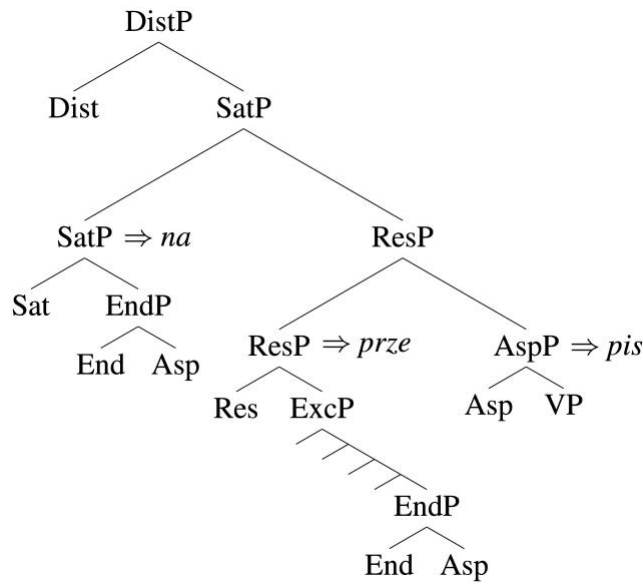 DistP
Dist SatP
SatP ⇒ na ResP
Sat EndP
ResP ⇒ prze AspP ⇒ pis
End Asp
Res ExcP Asp VP
EndP
End Asp